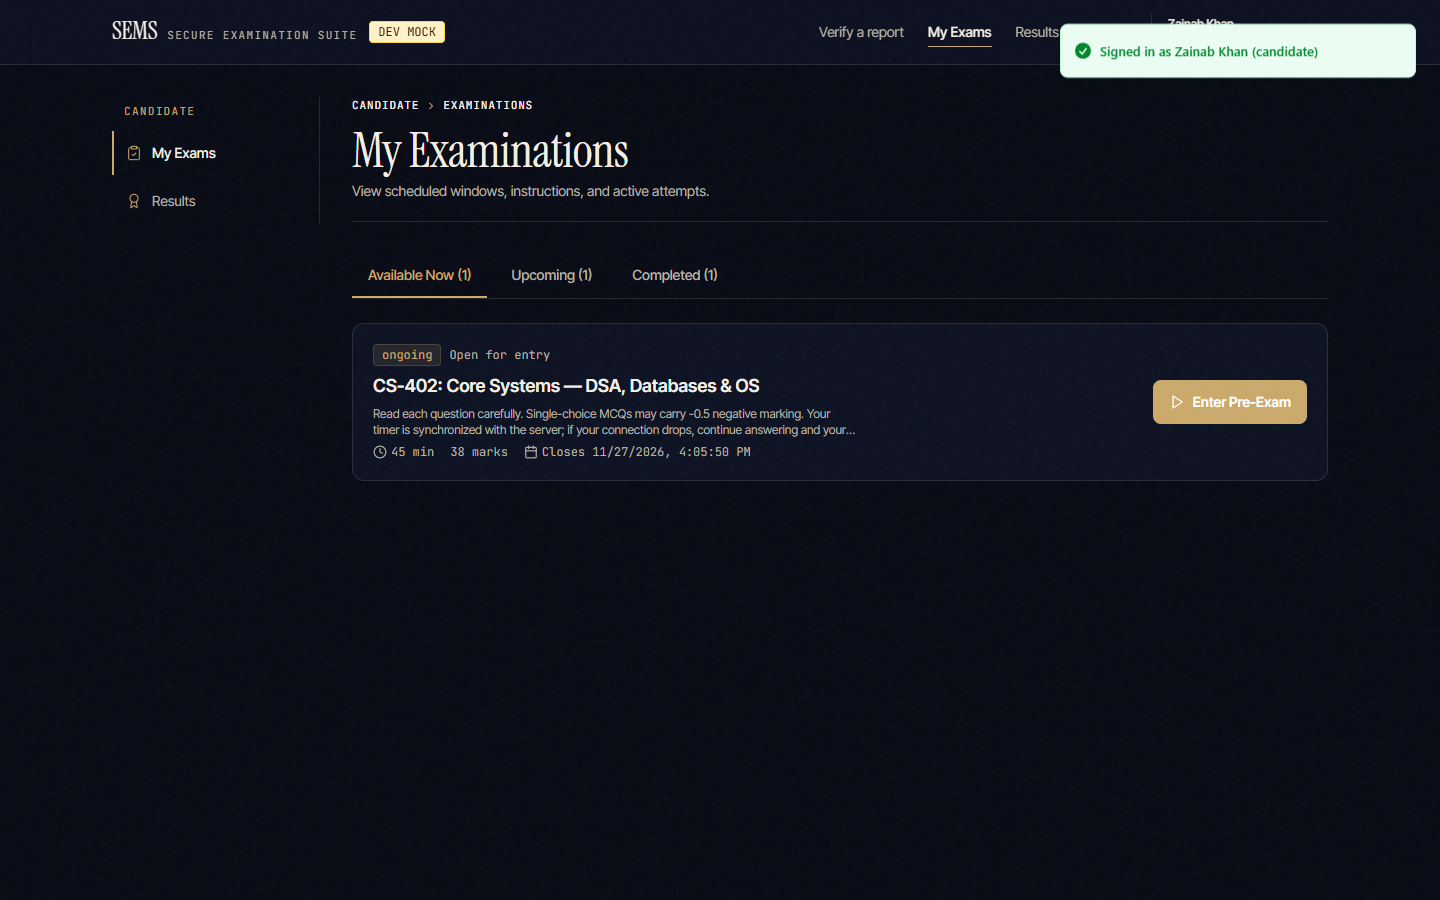 SEMS SECURE EXAMINATION SUITE DEV MOCK
Verify a report My Exams Results
Zainab Khan
Signed in as Zainab Khan (candidate)
CANDIDATE
My Exams
Results
CANDIDATE › EXAMINATIONS
My Examinations
View scheduled windows, instructions, and active attempts.
Available Now (1) Upcoming (1) Completed (1)
ongoing Open for entry
CS-402: Core Systems — DSA, Databases & OS
Read each question carefully. Single-choice MCQs may carry -0.5 negative marking. Your
timer is synchronized with the server; if your connection drops, continue answering and your...
45 min 38 marks Closes 11/27/2026, 4:05:50 PM
Enter Pre-Exam